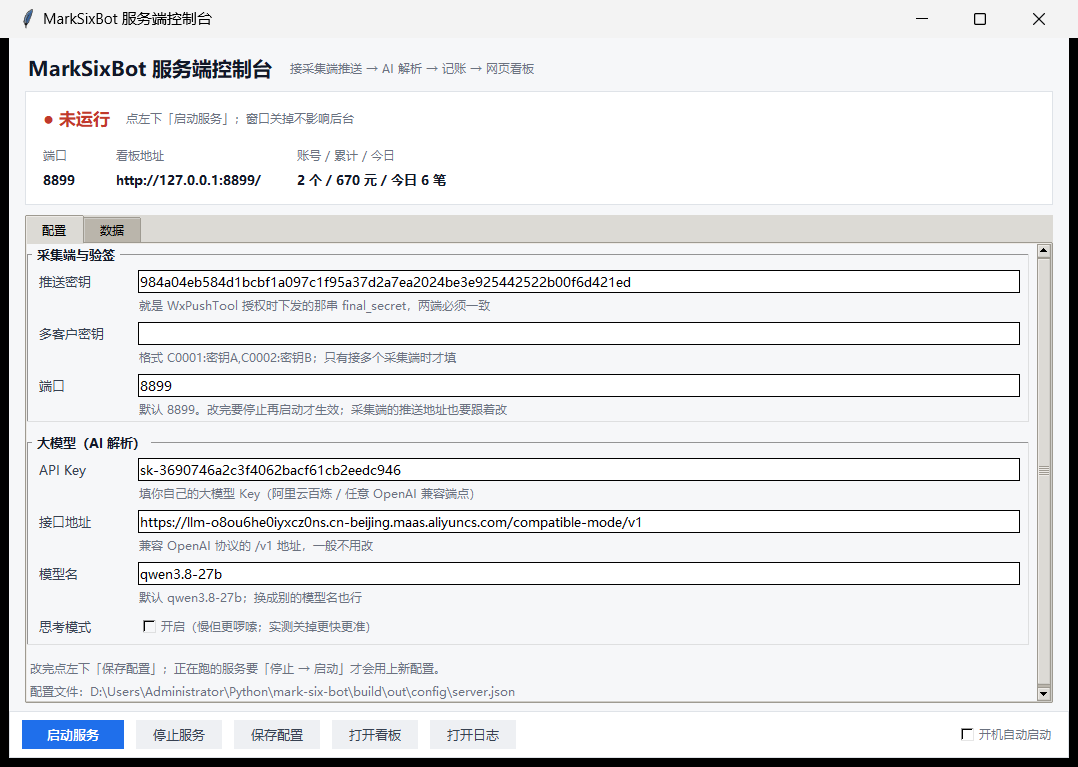 MarkSixBot 服务端控制台
MarkSixBot 服务端控制台 接采集端推送 → AI 解析 → 记账 → 网页看板
● 未运行 点左下「启动服务」；窗口关掉不影响后台
端口 看板地址 账号 / 累计 / 今日
8899 http://127.0.0.1:8899/ 2 个 / 670 元 / 今日 6 笔
配置 数据
采集端与验签
推送密钥 984a04eb584d1bcbf1a097c1f95a37d2a7ea2024be3e925442522b00f6d421ed
就是 WxPushTool 授权时下发的那串 final_secret，两端必须一致
多客户密钥
格式 C0001:密钥A,C0002:密钥B；只有接多个采集端时才填
端口 8899
默认 8899。改完要停止再启动才生效；采集端的推送地址也要跟着改
大模型（AI 解析）
API Key sk-3690746a2c3f4062bacf61cb2eedc946
填你自己的大模型 Key（阿里云百炼 / 任意 OpenAI 兼容端点）
接口地址 https://llm-o8ou6he0iyxcz0ns.cn-beijing.maas.aliyuncs.com/compatible-mode/v1
兼容 OpenAI 协议的 /v1 地址，一般不用改
模型名 qwen3.8-27b
默认 qwen3.8-27b；换成别的模型名也行
思考模式 开启（慢但更啰嗦；实测关掉更快更准）
改完点左下「保存配置」；正在跑的服务要「停止 → 启动」才会用上新配置。
配置文件：D:\Users\Administrator\Python\mark-six-bot\build\out\config\server.json
启动服务 停止服务 保存配置 打开看板 打开日志 开机自动启动